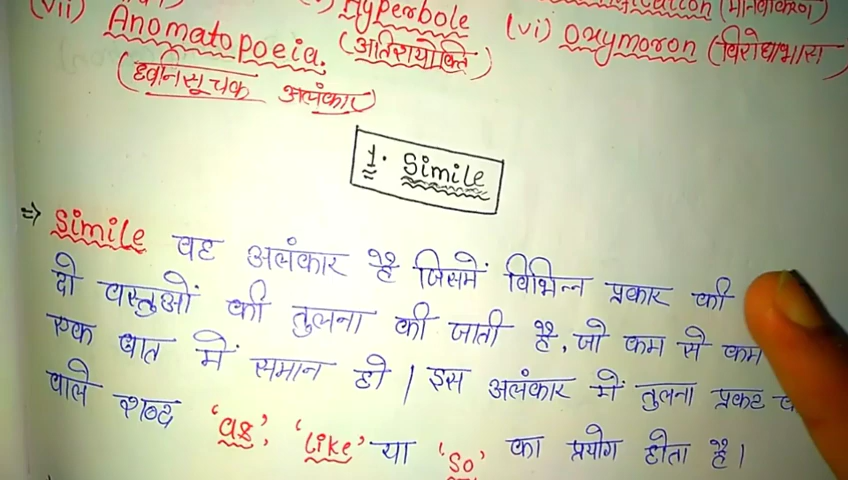 (vii) Anomatopoeia. Hyperbole (अतिशयोक्ति) (vi) Oxymoron (विरोधाभास
(ध्वनिसूचक अलंकार)
1. Simile
⇒ Simile वह अलंकार है जिसमें विभिन्न प्रकार की
दो वस्तुओं की तुलना की जाती है, जो कम से कम
एक बात में समान हो। इस अलंकार में तुलना प्रकट
वाले शब्द 'as', 'like' या 'so' का प्रयोग होता है।